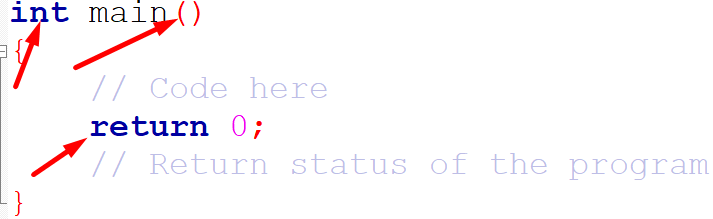 int main()
{
// Code here
return 0;
// Return status of the program
}